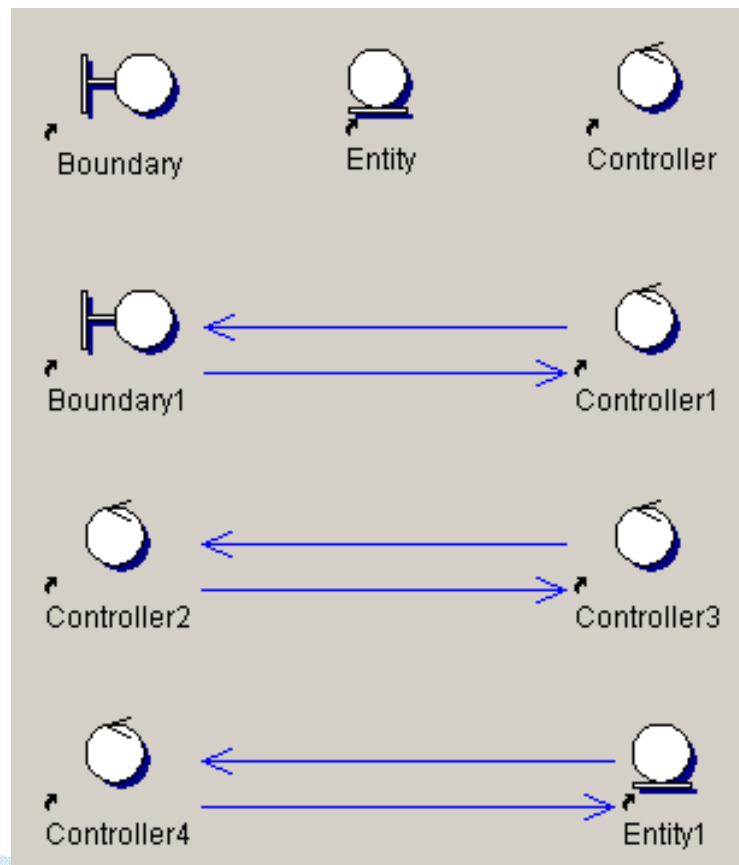 Boundary
Entity
Controller
Boundary1
Controller1
Controller2
Controller3
Controller4
Entity1